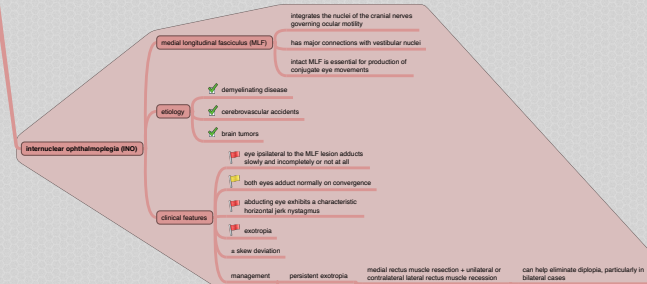 integrates the nuclei of the cranial nerves
governing ocular motility
medial longitudinal fasciculus (MLF)
has major connections with vestibular nuclei
intact MLF is essential for production of
conjugate eye movements
demyelinating disease
etiology
cerebrovascular accidents
brain tumors
internuclear ophthalmoplegia (INO)
eye ipsilateral to the MLF lesion adducts
slowly and incompletely or not at all
both eyes adduct normally on convergence
abducting eye exhibits a characteristic
horizontal jerk nystagmus
clinical features
exotropia
± skew deviation
management
persistent exotropia
medial rectus muscle resection + unilateral or
contralateral lateral rectus muscle recession
can help eliminate diplopia, particularly in
bilateral cases